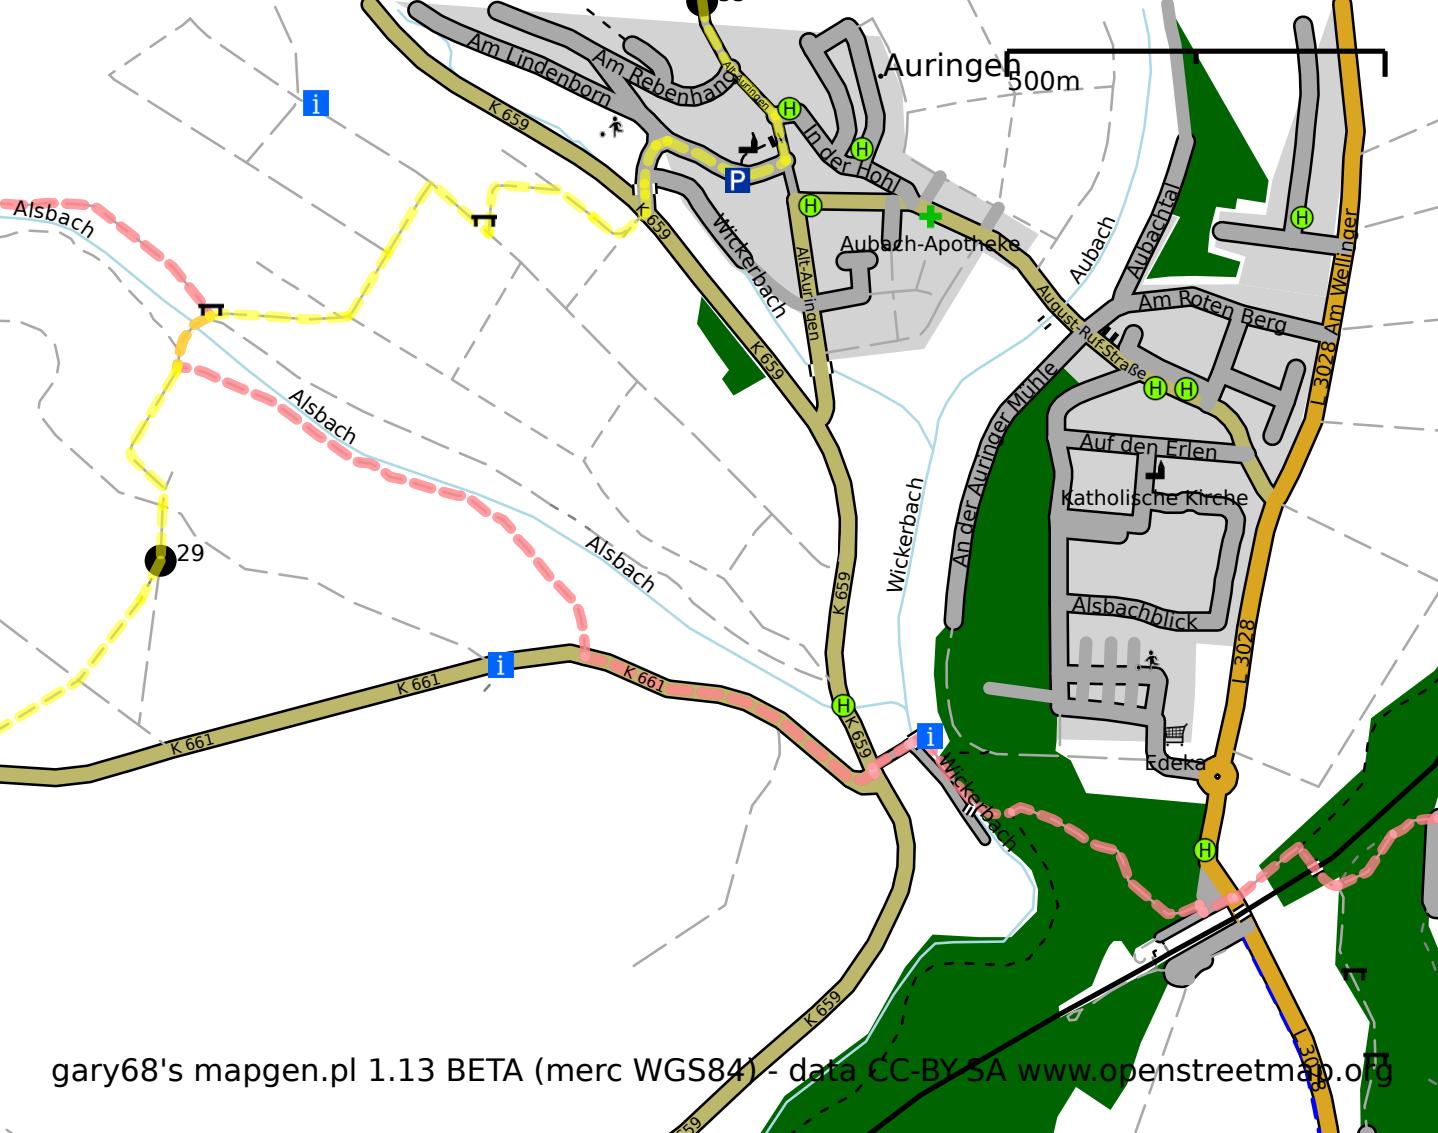 Am Lindenborn
Am Rebenhang
Alt-Auringen
Auringen
500m
K 659
H
In der Hohl
H
P
H
Alsbach
K 659
Wickerbach
Aubach-Apotheke
Aubach
Aubachtal
H
Am Wellinger
Alt-Auringen
August-Ruf-Straße
Am Roten Berg
K 659
L 3028
H
H
Alsbach
An der Auringer Mühle
Auf den Erlen
Katholische Kirche
Wickerbach
29
Alsbach
K 659
Alsbachblick
L 3028
i
i
K 661
K 661
K 661
H
K 659
i
Wickerbach
Edeka
H
K 659
L 3028
gary68's mapgen.pl 1.13 BETA (merc WGS84) - data CC-BY-SA www.openstreetmap.org